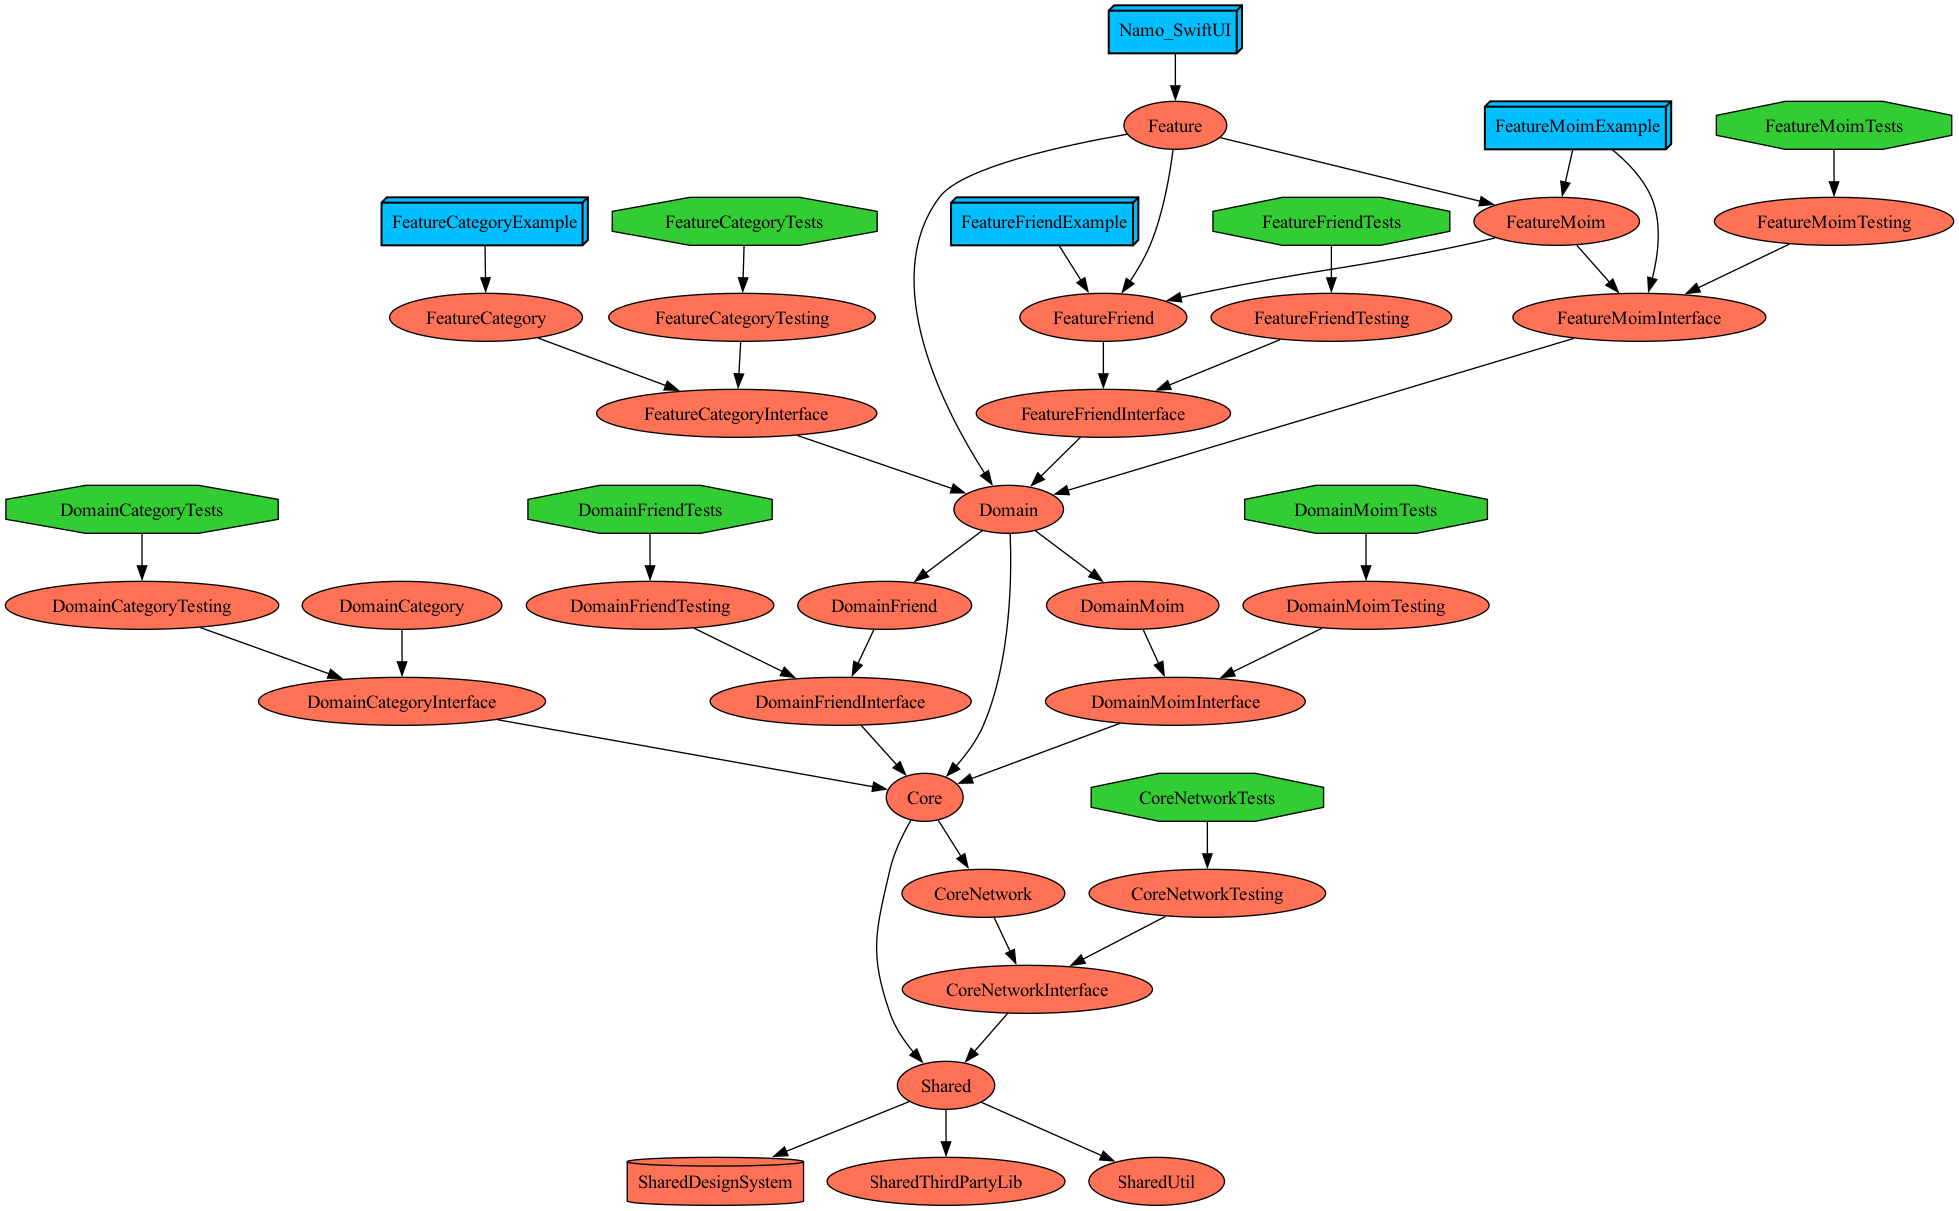 Namo_SwiftUI
Feature
FeatureMoimExample
FeatureMoimTests
FeatureCategoryExample
FeatureCategoryTests
FeatureFriendExample
FeatureFriendTests
FeatureMoim
FeatureMoimTesting
FeatureCategory
FeatureCategoryTesting
FeatureFriend
FeatureFriendTesting
FeatureMoimInterface
FeatureCategoryInterface
FeatureFriendInterface
DomainCategoryTests
DomainFriendTests
Domain
DomainMoimTests
DomainCategoryTesting
DomainCategory
DomainFriendTesting
DomainFriend
DomainMoim
DomainMoimTesting
DomainCategoryInterface
DomainFriendInterface
DomainMoimInterface
Core
CoreNetworkTests
CoreNetwork
CoreNetworkTesting
CoreNetworkInterface
Shared
SharedDesignSystem
SharedThirdPartyLib
SharedUtil